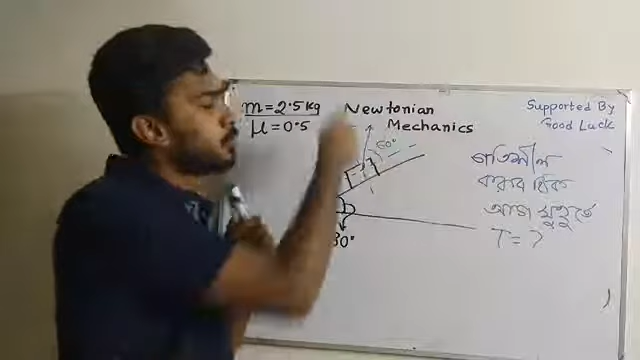 m = 2.5 kg
μ = 0.5
Newtonian
Mechanics
Supported By
Good Luck
60°
30°
গতিশীল
করার ঠিক
আগ মুহূর্তে
T = ?